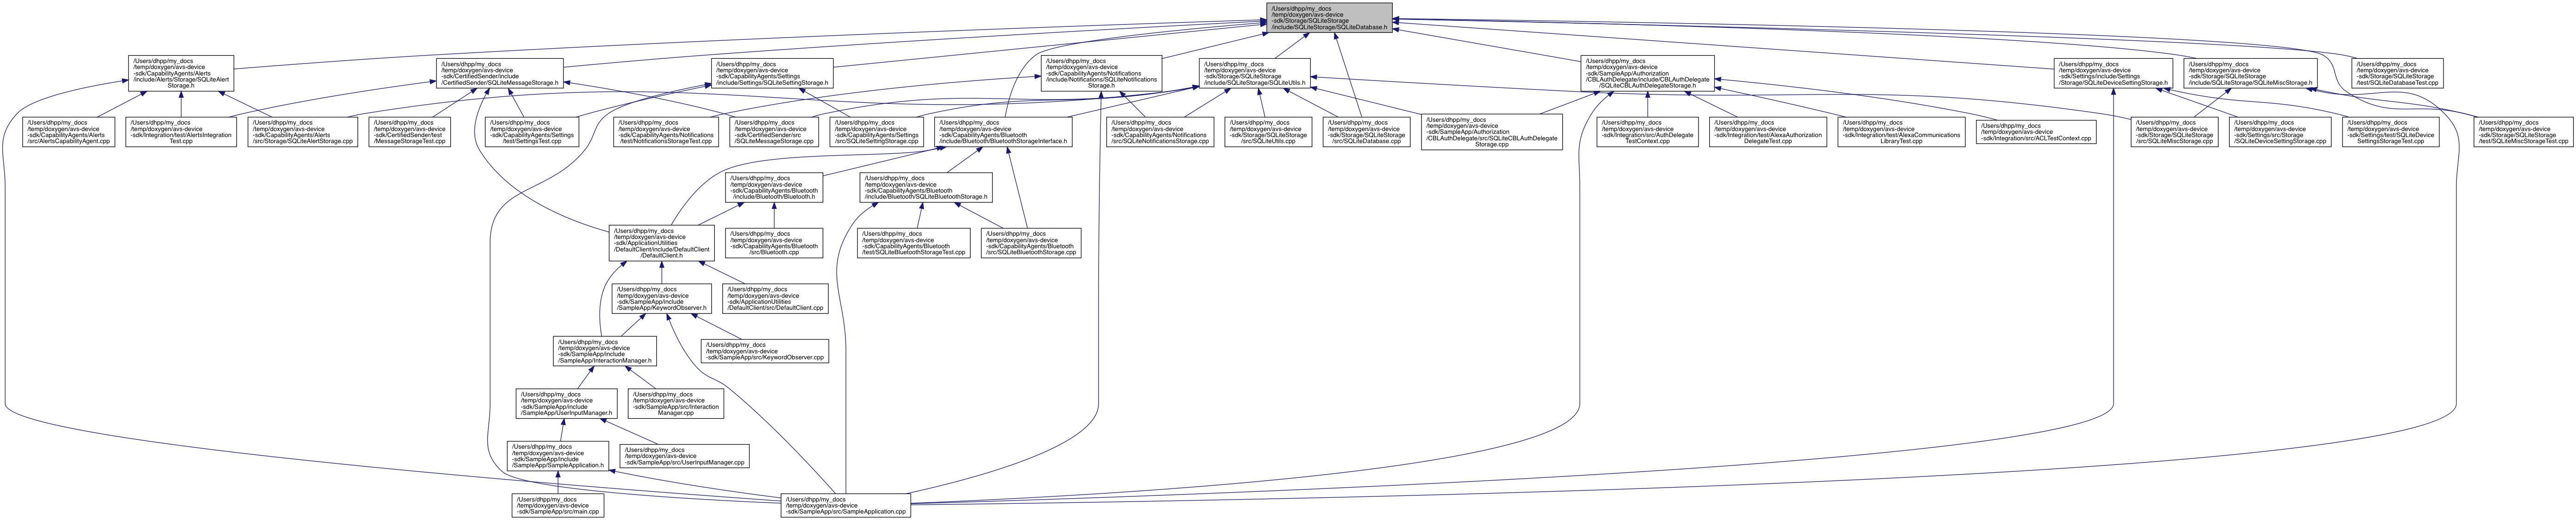 /Users/dhpp/my_docs
/temp/doxygen/avs-device
-sdk/Storage/SQLiteStorage
/include/SQLiteStorage/SQLiteDatabase.h
/Users/dhpp/my_docs
/temp/doxygen/avs-device
-sdk/CapabilityAgents/Alerts
/include/Alerts/Storage/SQLiteAlert
Storage.h
/Users/dhpp/my_docs
/temp/doxygen/avs-device
-sdk/CertifiedSender/include
/CertifiedSender/SQLiteMessageStorage.h
/Users/dhpp/my_docs
/temp/doxygen/avs-device
-sdk/CapabilityAgents/Settings
/include/Settings/SQLiteSettingStorage.h
/Users/dhpp/my_docs
/temp/doxygen/avs-device
-sdk/CapabilityAgents/Notifications
/include/Notifications/SQLiteNotifications
Storage.h
/Users/dhpp/my_docs
/temp/doxygen/avs-device
-sdk/Storage/SQLiteStorage
/include/SQLiteStorage/SQLiteUtils.h
/Users/dhpp/my_docs
/temp/doxygen/avs-device
-sdk/SampleApp/Authorization
/CBLAuthDelegate/include/CBLAuthDelegate
/SQLiteCBLAuthDelegateStorage.h
/Users/dhpp/my_docs
/temp/doxygen/avs-device
-sdk/Settings/include/Settings
/Storage/SQLiteDeviceSettingStorage.h
/Users/dhpp/my_docs
/temp/doxygen/avs-device
-sdk/Storage/SQLiteStorage
/include/SQLiteStorage/SQLiteMiscStorage.h
/Users/dhpp/my_docs
/temp/doxygen/avs-device
-sdk/Storage/SQLiteStorage
/test/SQLiteDatabaseTest.cpp
/Users/dhpp/my_docs
/temp/doxygen/avs-device
-sdk/CapabilityAgents/Alerts
/src/AlertsCapabilityAgent.cpp
/Users/dhpp/my_docs
/temp/doxygen/avs-device
-sdk/Integration/test/AlertsIntegration
Test.cpp
/Users/dhpp/my_docs
/temp/doxygen/avs-device
-sdk/CapabilityAgents/Alerts
/src/Storage/SQLiteAlertStorage.cpp
/Users/dhpp/my_docs
/temp/doxygen/avs-device
-sdk/CertifiedSender/test
/MessageStorageTest.cpp
/Users/dhpp/my_docs
/temp/doxygen/avs-device
-sdk/CapabilityAgents/Settings
/test/SettingsTest.cpp
/Users/dhpp/my_docs
/temp/doxygen/avs-device
-sdk/CapabilityAgents/Notifications
/test/NotificationsStorageTest.cpp
/Users/dhpp/my_docs
/temp/doxygen/avs-device
-sdk/CertifiedSender/src
/SQLiteMessageStorage.cpp
/Users/dhpp/my_docs
/temp/doxygen/avs-device
-sdk/CapabilityAgents/Settings
/src/SQLiteSettingStorage.cpp
/Users/dhpp/my_docs
/temp/doxygen/avs-device
-sdk/CapabilityAgents/Bluetooth
/include/Bluetooth/BluetoothStorageInterface.h
/Users/dhpp/my_docs
/temp/doxygen/avs-device
-sdk/CapabilityAgents/Notifications
/src/SQLiteNotificationsStorage.cpp
/Users/dhpp/my_docs
/temp/doxygen/avs-device
-sdk/Storage/SQLiteStorage
/src/SQLiteUtils.cpp
/Users/dhpp/my_docs
/temp/doxygen/avs-device
-sdk/Storage/SQLiteStorage
/src/SQLiteDatabase.cpp
/Users/dhpp/my_docs
/temp/doxygen/avs-device
-sdk/SampleApp/Authorization
/CBLAuthDelegate/src/SQLiteCBLAuthDelegate
Storage.cpp
/Users/dhpp/my_docs
/temp/doxygen/avs-device
-sdk/Integration/src/AuthDelegate
TestContext.cpp
/Users/dhpp/my_docs
/temp/doxygen/avs-device
-sdk/Integration/test/AlexaAuthorization
DelegateTest.cpp
/Users/dhpp/my_docs
/temp/doxygen/avs-device
-sdk/Integration/test/AlexaCommunications
LibraryTest.cpp
/Users/dhpp/my_docs
/temp/doxygen/avs-device
-sdk/Integration/src/ACLTestContext.cpp
/Users/dhpp/my_docs
/temp/doxygen/avs-device
-sdk/Storage/SQLiteStorage
/src/SQLiteMiscStorage.cpp
/Users/dhpp/my_docs
/temp/doxygen/avs-device
-sdk/Settings/src/Storage
/SQLiteDeviceSettingStorage.cpp
/Users/dhpp/my_docs
/temp/doxygen/avs-device
-sdk/Settings/test/SQLiteDevice
SettingsStorageTest.cpp
/Users/dhpp/my_docs
/temp/doxygen/avs-device
-sdk/Storage/SQLiteStorage
/test/SQLiteMiscStorageTest.cpp
/Users/dhpp/my_docs
/temp/doxygen/avs-device
-sdk/CapabilityAgents/Bluetooth
/include/Bluetooth/Bluetooth.h
/Users/dhpp/my_docs
/temp/doxygen/avs-device
-sdk/CapabilityAgents/Bluetooth
/include/Bluetooth/SQLiteBluetoothStorage.h
/Users/dhpp/my_docs
/temp/doxygen/avs-device
-sdk/ApplicationUtilities
/DefaultClient/include/DefaultClient
/DefaultClient.h
/Users/dhpp/my_docs
/temp/doxygen/avs-device
-sdk/CapabilityAgents/Bluetooth
/src/Bluetooth.cpp
/Users/dhpp/my_docs
/temp/doxygen/avs-device
-sdk/CapabilityAgents/Bluetooth
/test/SQLiteBluetoothStorageTest.cpp
/Users/dhpp/my_docs
/temp/doxygen/avs-device
-sdk/CapabilityAgents/Bluetooth
/src/SQLiteBluetoothStorage.cpp
/Users/dhpp/my_docs
/temp/doxygen/avs-device
-sdk/SampleApp/include
/SampleApp/KeywordObserver.h
/Users/dhpp/my_docs
/temp/doxygen/avs-device
-sdk/ApplicationUtilities
/DefaultClient/src/DefaultClient.cpp
/Users/dhpp/my_docs
/temp/doxygen/avs-device
-sdk/SampleApp/include
/SampleApp/InteractionManager.h
/Users/dhpp/my_docs
/temp/doxygen/avs-device
-sdk/SampleApp/src/KeywordObserver.cpp
/Users/dhpp/my_docs
/temp/doxygen/avs-device
-sdk/SampleApp/include
/SampleApp/UserInputManager.h
/Users/dhpp/my_docs
/temp/doxygen/avs-device
-sdk/SampleApp/src/Interaction
Manager.cpp
/Users/dhpp/my_docs
/temp/doxygen/avs-device
-sdk/SampleApp/include
/SampleApp/SampleApplication.h
/Users/dhpp/my_docs
/temp/doxygen/avs-device
-sdk/SampleApp/src/UserInputManager.cpp
/Users/dhpp/my_docs
/temp/doxygen/avs-device
-sdk/SampleApp/src/main.cpp
/Users/dhpp/my_docs
/temp/doxygen/avs-device
-sdk/SampleApp/src/SampleApplication.cpp